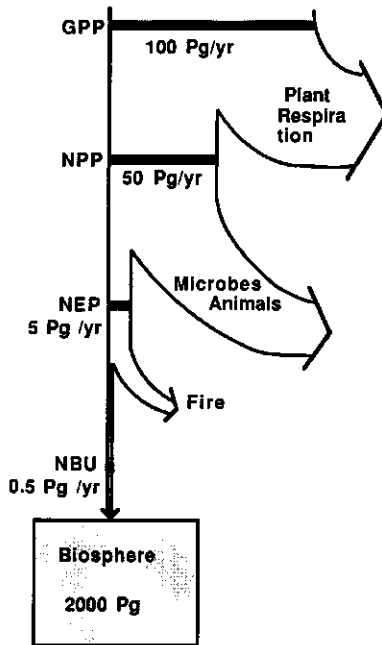 GPP
100 Pg/yr
Plant
Respira
tion
NPP
50 Pg/yr
Microbes
Animals
NEP
5 Pg /yr
Fire
NBU
0.5 Pg /yr
Biosphere
2000 Pg